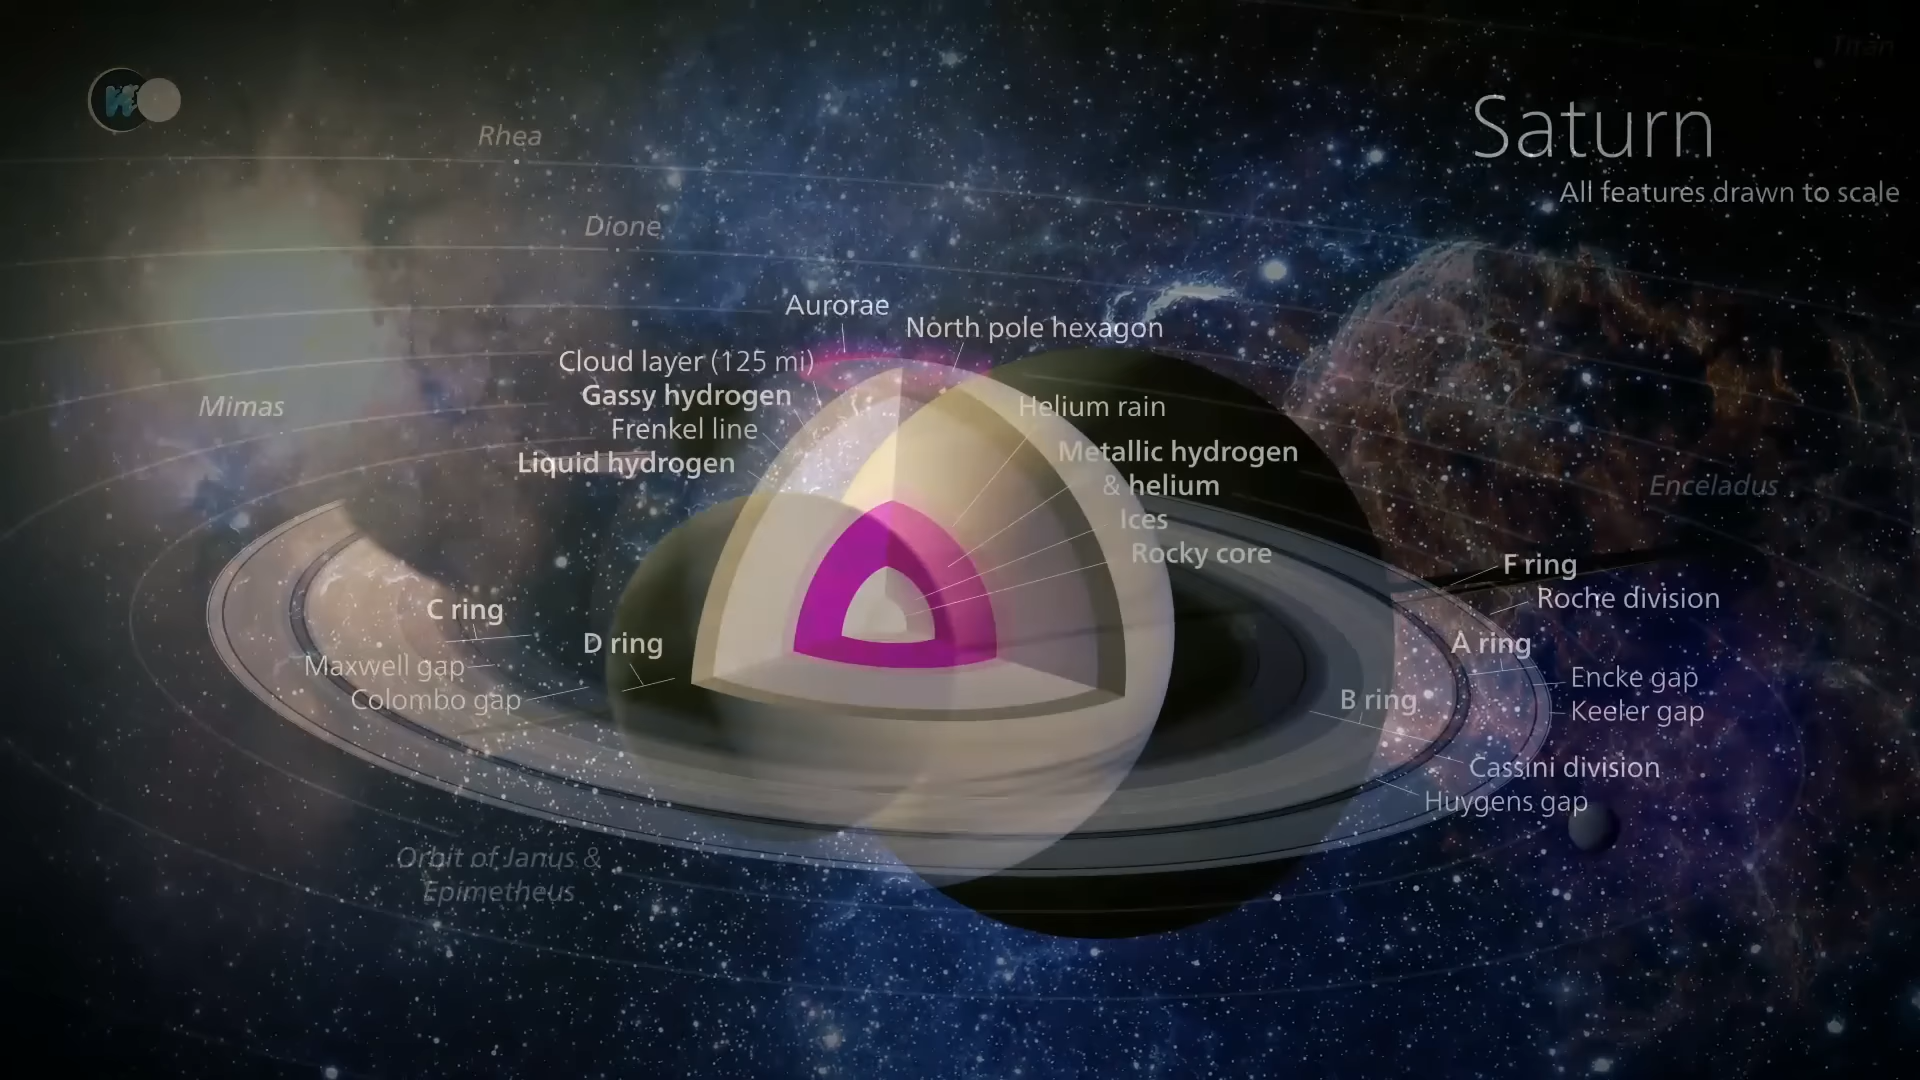 Titan
Saturn
All features drawn to scale
Rhea
Dione
Aurorae
North pole hexagon
Cloud layer (125 mi)
Gassy hydrogen
Frenkel line
Liquid hydrogen
Mimas
Helium rain
Metallic hydrogen
& helium
Ices
Rocky core
Enceladus
F ring
Roche division
A ring
Encke gap
Keeler gap
B ring
Cassini division
Huygens gap
C ring
D ring
Maxwell gap
Colombo gap
Orbit of Janus &
Epimetheus